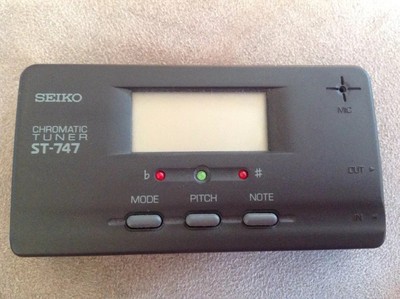 SEIKO
MIC
CHROMATIC
TUNER
ST-747
OUT
♭ #
MODE PITCH NOTE